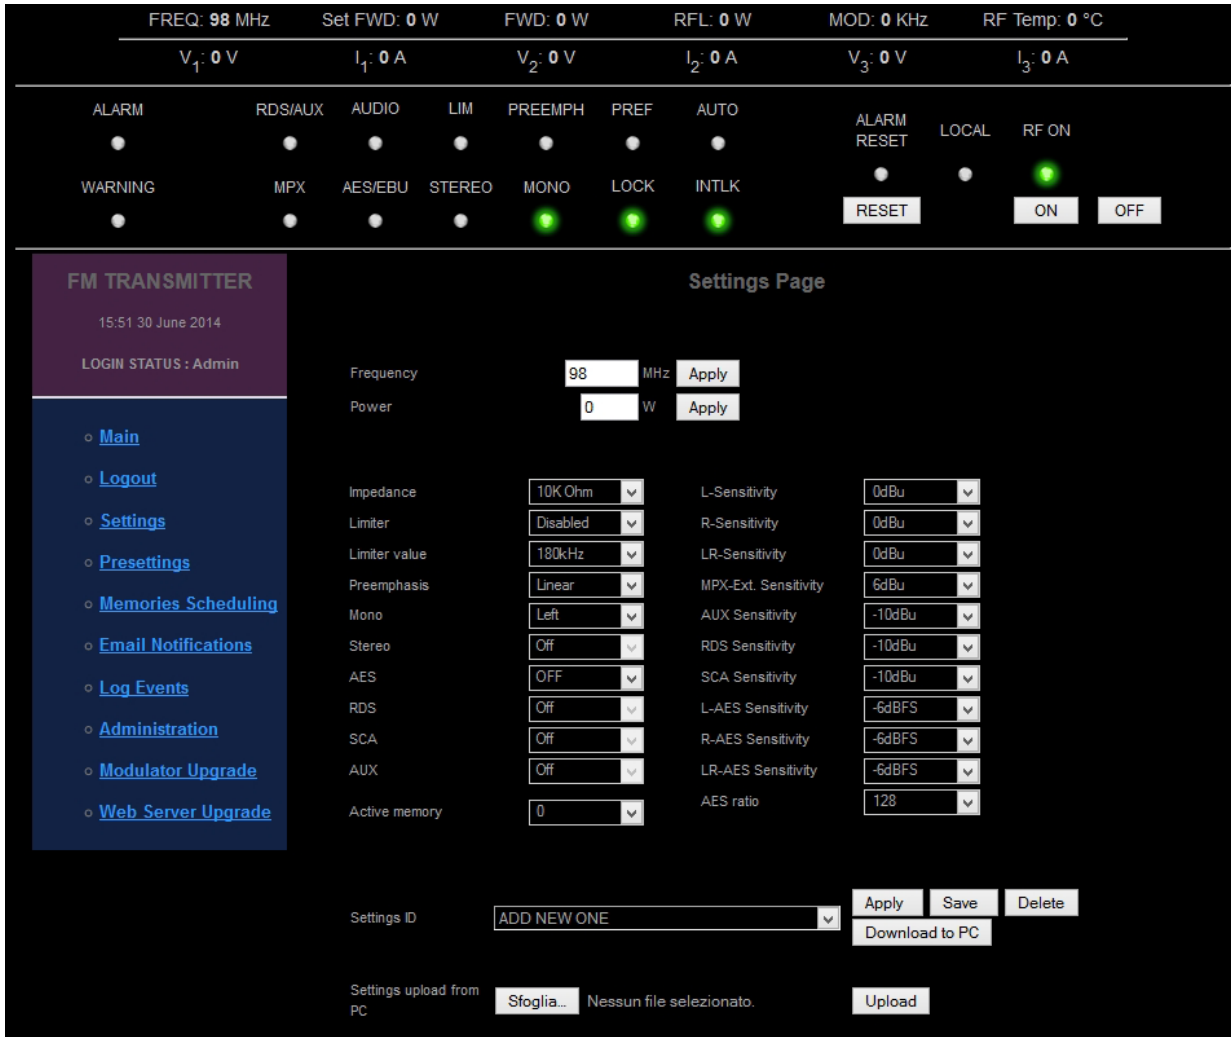 FREQ: 98 MHz Set FWD: 0 W FWD: 0 W RFL: 0 W MOD: 0 KHz RF Temp: 0 °C
V1: 0 V I1: 0 A V2: 0 V I2: 0 A V3: 0 V I3: 0 A
ALARM RDS/AUX AUDIO LIM PREEMPH PREF AUTO ALARM RESET LOCAL RF ON
WARNING MPX AES/EBU STEREO MONO LOCK INTLK
RESET ON OFF
FM TRANSMITTER
15:51 30 June 2014
LOGIN STATUS : Admin
Main
Logout
Settings
Presettings
Memories Scheduling
Email Notifications
Log Events
Administration
Modulator Upgrade
Web Server Upgrade
Settings Page
Frequency 98 MHz Apply
Power 0 W Apply
Impedance 10K Ohm L-Sensitivity 0dBu
Limiter Disabled R-Sensitivity 0dBu
Limiter value 180kHz LR-Sensitivity 0dBu
Preemphasis Linear MPX-Ext. Sensitivity 6dBu
Mono Left AUX Sensitivity -10dBu
Stereo Off RDS Sensitivity -10dBu
AES OFF SCA Sensitivity -10dBu
RDS Off L-AES Sensitivity -6dBFS
SCA Off R-AES Sensitivity -6dBFS
AUX Off LR-AES Sensitivity -6dBFS
Active memory 0 AES ratio 128
Settings ID ADD NEW ONE Apply Save Delete
Download to PC
Settings upload from
PC
Sfoglia... Nessun file selezionato. Upload